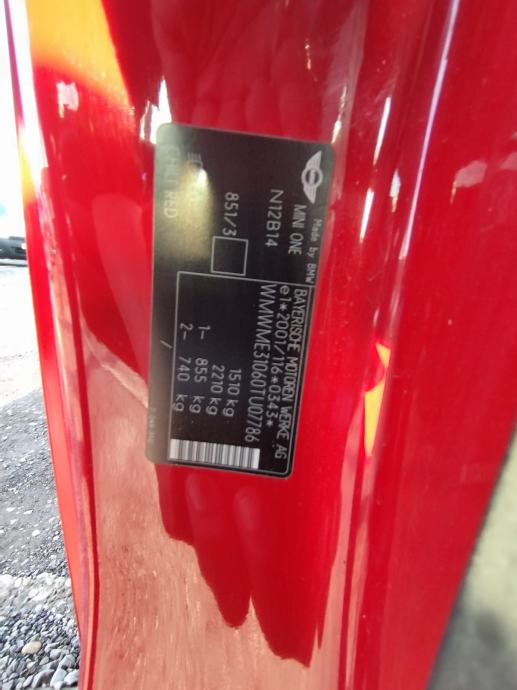 Made by BMW
MINI ONE
N12B14
851/3
CHILI RED
BAYERISCHE MOTOREN WERKE AG
e1*2001/116*0343*
WMWME31060TU07786
1510 kg
2210 kg
1- 855 kg
2- 740 kg
/